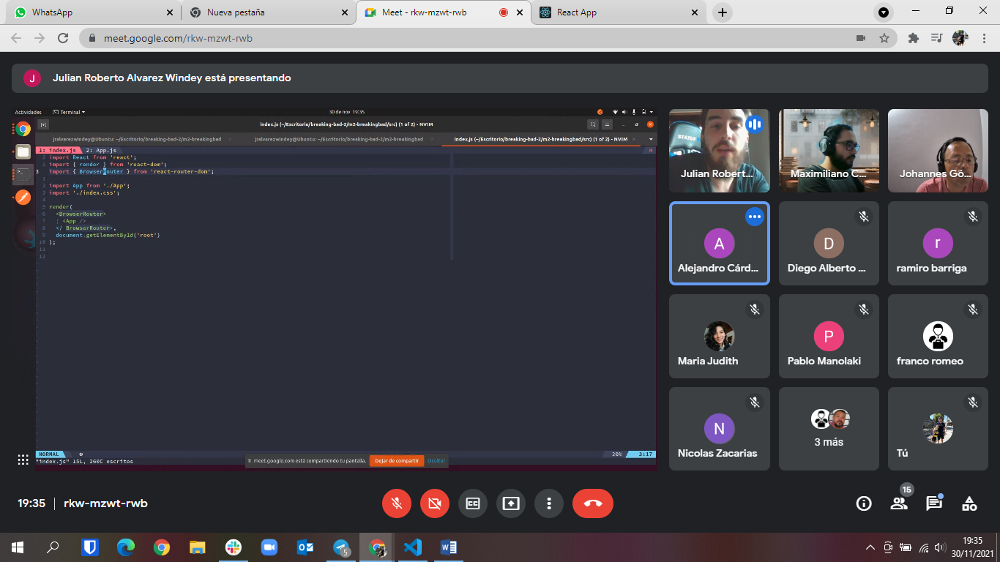 WhatsApp
Nueva pestaña
Meet - rkw-mzwt-rwb
React App
meet.google.com/rkw-mzwt-rwb
J
Julian Roberto Alvarez Windey está presentando
Actividades
Terminal
30 de nov 19:35
index.js (~/Escritorio/breaking-bad-2/m2-breakingbad/src) (1 of 2) - NVIM
jralvarezwindey@Ubuntu: ~/Escritorio/breaking-bad-2/m2-breakingbad
jralvarezwindey@Ubuntu: ~/Escritorio/breaking-bad-2/m2-breakingbad
index.js (~/Escritorio/breaking-bad-2/m2-breakingbad/src) (1 of 2) - NVIM
1: index.js
2: App.js
2 import React from 'react';
1 import { render } from 'react-dom';
3 import { BrowserRouter } from 'react-router-dom';
1
2 import App from './App';
3 import './index.css';
4
5 render(
6 <BrowserRouter>
7 | <App />
8 </ BrowserRouter>,
9 document.getElementById('root')
10 );
11
12
NORMAL
20%
3:17
"index.js" 15L, 260C escritos
meet.google.com está compartiendo tu pantalla.
Dejar de compartir
Ocultar
STATUS
Julian Robert...
Maximiliano C...
Johannes Gó...
A
Alejandro Cárd...
D
Diego Alberto ...
r
ramiro barriga
Maria Judith
P
Pablo Manolaki
franco romeo
N
Nicolas Zacarias
3 más
Tú
19:35
rkw-mzwt-rwb
15
5
19:35
30/11/2021